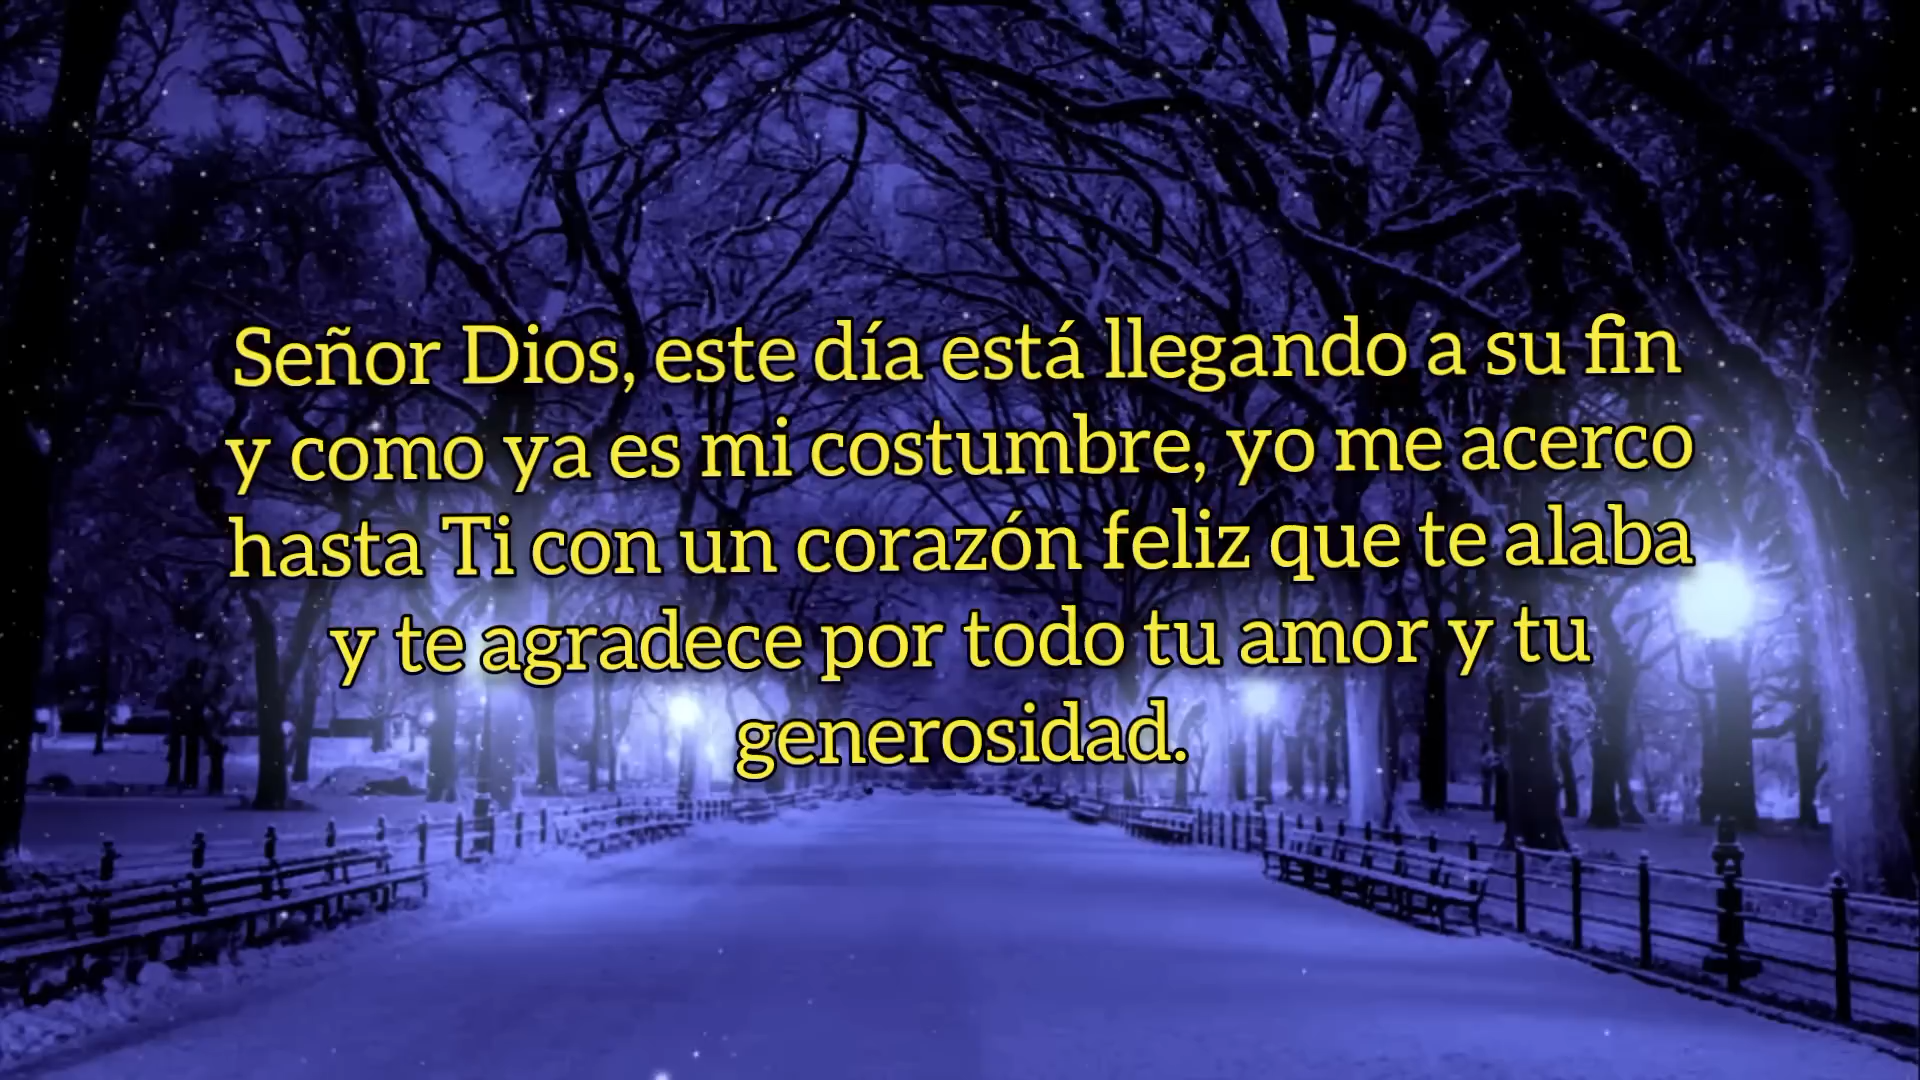 Señor Dios, este día está llegando a su fin
y como ya es mi costumbre, yo me acerco
hasta Ti con un corazón feliz que te alaba
y te agradece por todo tu amor y tu
generosidad.